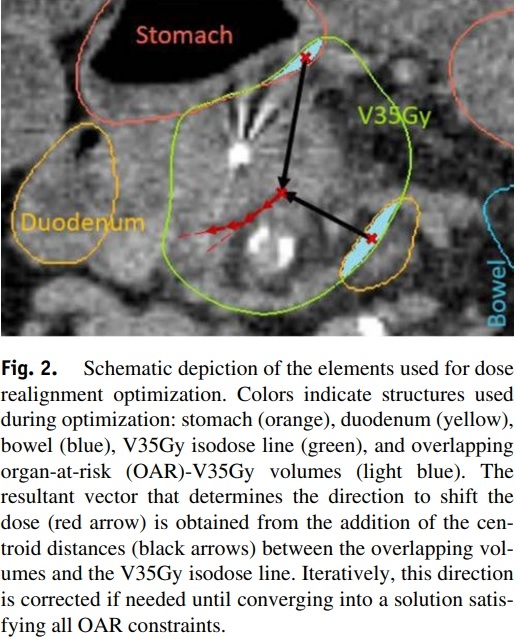 Stomach
V35Gy
Duodenum
Bowel
Fig. 2. Schematic depiction of the elements used for dose
realignment optimization. Colors indicate structures used
during optimization: stomach (orange), duodenum (yellow),
bowel (blue), V35Gy isodose line (green), and overlapping
organ-at-risk (OAR)-V35Gy volumes (light blue). The
resultant vector that determines the direction to shift the
dose (red arrow) is obtained from the addition of the cen-
troid distances (black arrows) between the overlapping vol-
umes and the V35Gy isodose line. Iteratively, this direction
is corrected if needed until converging into a solution satis-
fying all OAR constraints.